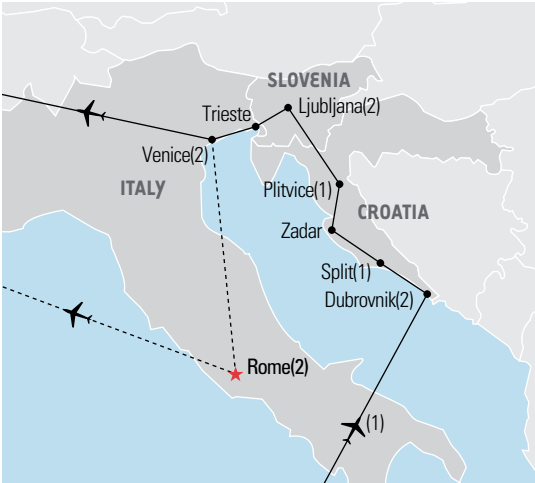 SLOVENIA
Trieste
Ljubljana(2)
Venice(2)
ITALY
Plitvice(1)
CROATIA
Zadar
Split(1)
Dubrovnik(2)
Rome(2)
(1)